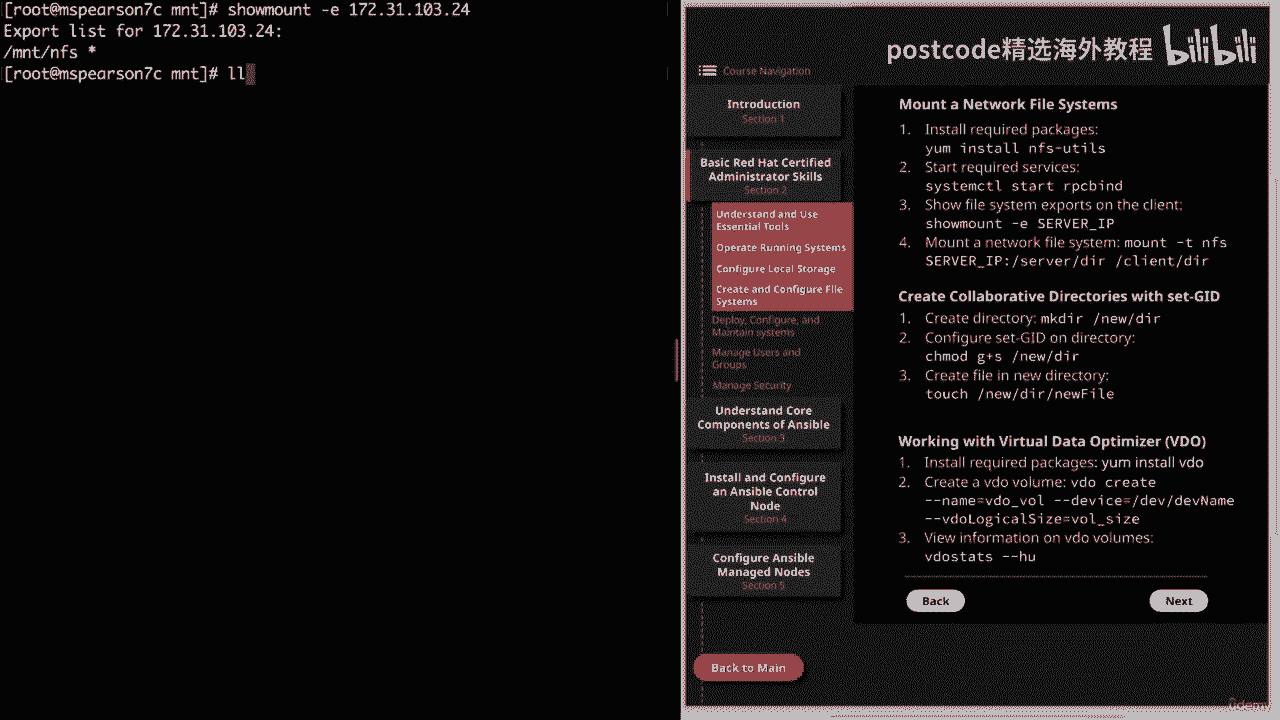 [root@mspearson7c mnt]# showmount -e 172.31.103.24
Export list for 172.31.103.24:
/mnt/nfs *
[root@mspearson7c mnt]# ll
postcode精选海外教程 bilibili
Course Navigation
Introduction
Section 1
Basic Red Hat Certified
Administrator Skills
Section 2
Understand and Use
Essential Tools
Operate Running Systems
Configure Local Storage
Create and Configure File
Systems
Deploy, Configure, and
Maintain systems
Manage Users and
Groups
Manage Security
Understand Core
Components of Ansible
Section 3
Install and Configure
an Ansible Control
Node
Section 4
Configure Ansible
Managed Nodes
Section 5
Back to Main
Mount a Network File Systems
1. Install required packages:
yum install nfs-utils
2. Start required services:
systemctl start rpcbind
3. Show file system exports on the client:
showmount -e SERVER_IP
4. Mount a network file system: mount -t nfs
SERVER_IP:/server/dir /client/dir
Create Collaborative Directories with set-GID
1. Create directory: mkdir /new/dir
2. Configure set-GID on directory:
chmod g+s /new/dir
3. Create file in new directory:
touch /new/dir/newFile
Working with Virtual Data Optimizer (VDO)
1. Install required packages: yum install vdo
2. Create a vdo volume: vdo create
--name=vdo_vol --device=/dev/devName
--vdoLogicalSize=vol_size
3. View information on vdo volumes:
vdostats --hu
Back
Next
ûdemy